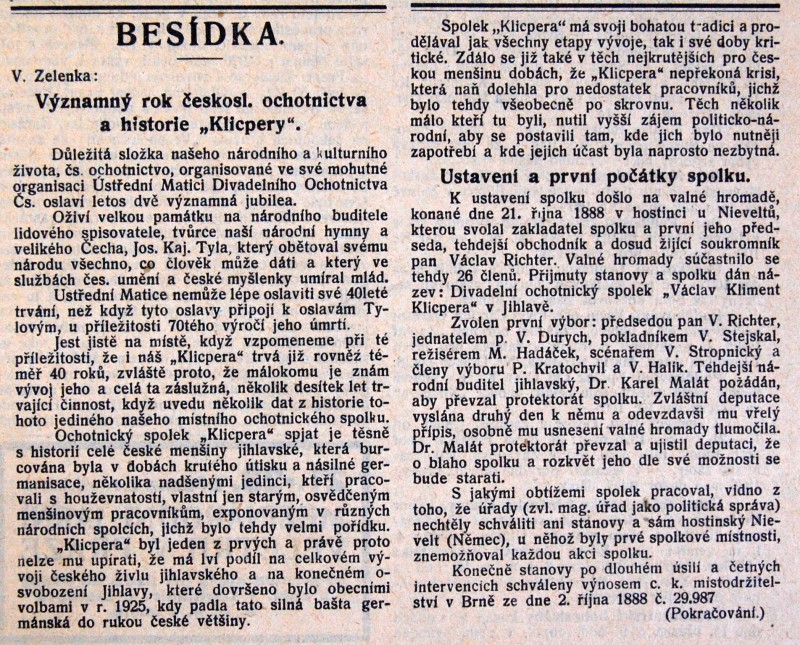 BESÍDKA.
V. Zelenka:
Významný rok českosl. ochotnictva
a historie „Klicpery".
Důležitá složka našeho národního a kulturního
života, čs. ochotnictvo, organisované ve své mohutné
organisaci Ústřední Matici Divadelního Ochotnictva
Čs. oslaví letos dvě významná jubilea.
Oživí velkou památku na národního buditele
lidového spisovatele, tvůrce naší národní hymny a
velikého Čecha, Jos. Kaj. Tyla, který obětoval svému
národu všechno, co člověk může dáti a který ve
službách čes. umění a české myšlenky umíral mlád.
Ústřední Matice nemůže lépe oslaviti své 40leté
trvání, než když tyto oslavy připojí k oslavám Ty-
lovým, u příležitosti 70tého výročí jeho úmrtí.
Jest jistě na místě, když vzpomeneme při té
příležitosti, že i náš „Klicpera" trvá již rovněž té-
měř 40 roků, zvláště proto, že málokomu je znám
vývoj jeho a celá ta záslužná, několik desítek let tr-
vající činnost, když uvedu několik dat z historie to-
hoto jediného našeho místního ochotnického spolku.
Ochotnický spolek „Klicpera" spjat je těsně
s historií celé české menšiny jihlavské, která bur-
cována byla v dobách krutého útisku a násilné ger-
manisace, několika nadšenými jedinci, kteří praco-
vali s houževnatostí, vlastní jen starým, osvědčeným
menšinovým pracovníkům, exponovaným v různých
národních spolcích, jichž bylo tehdy velmi pořídku.
„Klicpera" byl jeden z prvých a právě proto
nelze mu upírati, že má lví podíl na celkovém vý-
voji českého živlu jihlavského a na konečném o-
svobození Jihlavy, které dovršeno bylo obecními
volbami v r. 1925, kdy padla tato silná bašta ger-
mánská do rukou české většiny.
Spolek „Klicpera" má svoji bohatou tradici a pro-
dělával jak všechny etapy vývoje, tak i své doby kri-
tické. Zdálo se již také v těch nejkrutějších pro čes-
kou menšinu dobách, že „Klicpera" nepřekoná krisi,
která naň dolehla pro nedostatek pracovníků, jichž
bylo tehdy všeobecně po skrovnu. Těch několik
málo kteří tu byli, nutil vyšší zájem politicko-ná-
rodní, aby se postavili tam, kde jich bylo nutněji
zapotřebí a kde jejich účast byla naprosto nezbytná.
Ustavení a první počátky spolku.
K ustavení spolku došlo na valné hromadě,
konané dne 21. října 1888 v hostinci u Nieveltů,
kterou svolal zakladatel spolku a první jeho před-
seda, tehdejší obchodník a dosud žijící soukromník
pan Václav Richter. Valné hromady súčastnilo se
tehdy 26 členů. Přijmuty stanovy a spolku dán ná-
zev: Divadelní ochotnický spolek „Václav Kliment
Klicpera" v Jihlavě.
Zvolen první výbor: předsedou pan V. Richter,
jednatelem p. V. Durych, pokladníkem V. Stejskal,
režisérem M. Hadáček, scénařem V. Stropnický a
členy výboru P. Kratochvil a V. Halik. Tehdejší ná-
rodní buditel jihlavský, Dr. Karel Malát požádán,
aby převzal protektorát spolku. Zvláštní deputace
vyslána druhý den k němu a odevzdavši mu vřelý
přípis, osobně mu usnesení valné hromady tlumočila.
Dr. Malát protektorát převzal a ujistil deputaci, že
o blaho spolku a rozkvět jeho dle své možnosti se
bude starati.
S jakými obtížemi spolek pracoval, vidno z
toho, že úřady (zvl. mag. úřad jako politická správa)
nechtěly schváliti ani stanovy a sám hostinský Nie-
velt (Němec), u něhož byly prvé spolkové místnosti,
znemožňoval každou akci spolku.
Konečně stanovy po dlouhém úsilí a četných
intervencích schváleny výnosem c. k. místodržitel-
ství v Brně ze dne 2. října 1888 č. 29.987
(Pokračování.)